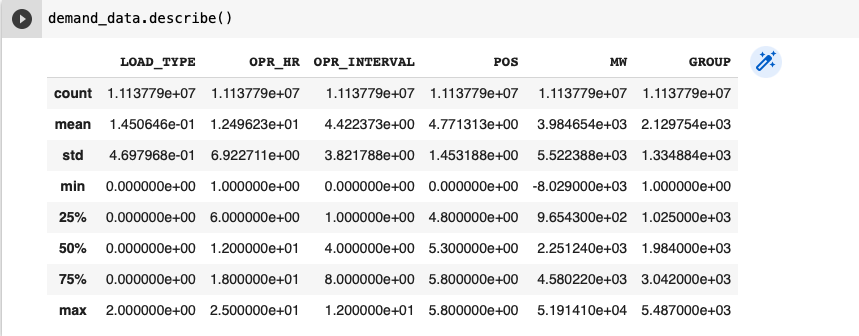 demand_data.describe()
LOAD_TYPE OPR_HR OPR_INTERVAL POS MW GROUP
count 1.113779e+07 1.113779e+07 1.113779e+07 1.113779e+07 1.113779e+07 1.113779e+07
mean 1.450646e-01 1.249623e+01 4.422373e+00 4.771313e+00 3.984654e+03 2.129754e+03
std 4.697968e-01 6.922711e+00 3.821788e+00 1.453188e+00 5.522388e+03 1.334884e+03
min 0.000000e+00 1.000000e+00 0.000000e+00 0.000000e+00 -8.029000e+03 1.000000e+00
25% 0.000000e+00 6.000000e+00 1.000000e+00 4.800000e+00 9.654300e+02 1.025000e+03
50% 0.000000e+00 1.200000e+01 4.000000e+00 5.300000e+00 2.251240e+03 1.984000e+03
75% 0.000000e+00 1.800000e+01 8.000000e+00 5.800000e+00 4.580220e+03 3.042000e+03
max 2.000000e+00 2.500000e+01 1.200000e+01 5.800000e+00 5.191410e+04 5.487000e+03